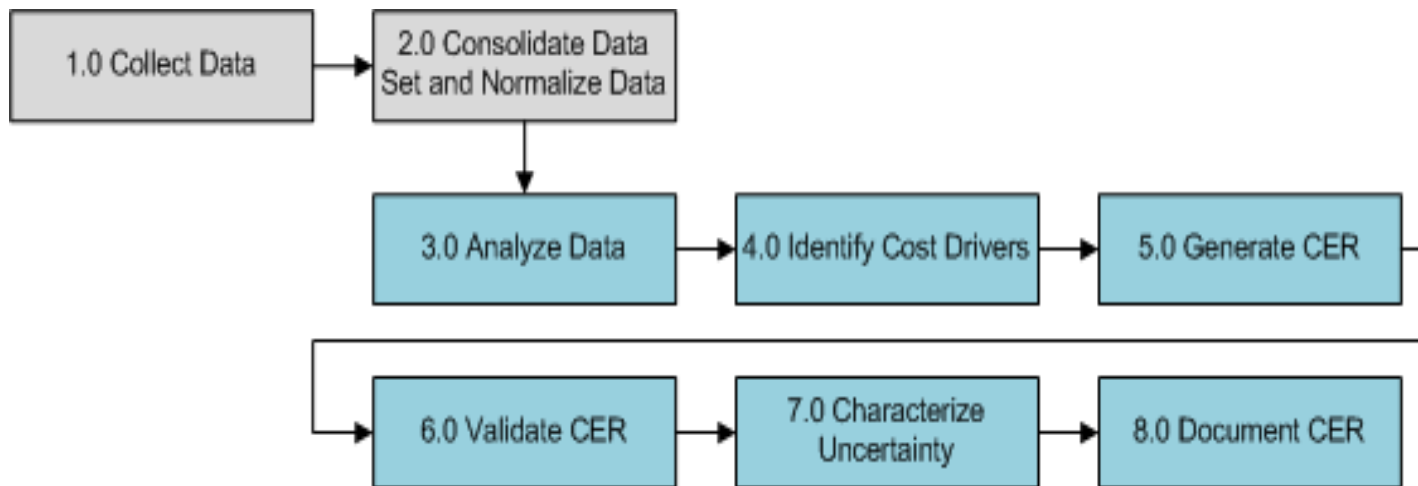 1.0 Collect Data
2.0 Consolidate Data
Set and Normalize Data
3.0 Analyze Data
4.0 Identify Cost Drivers
5.0 Generate CER
6.0 Validate CER
7.0 Characterize
Uncertainty
8.0 Document CER